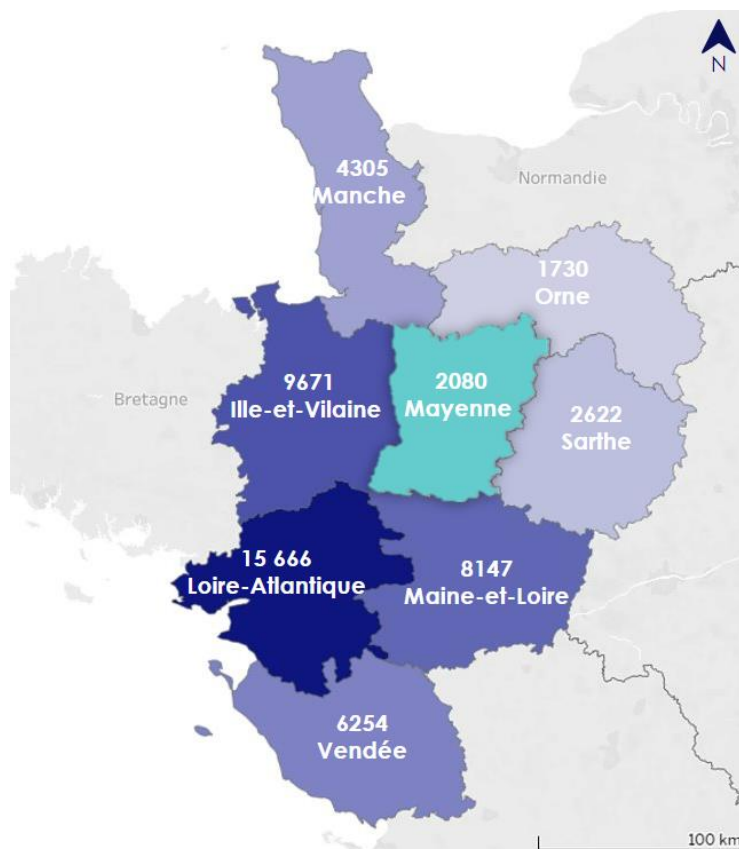 N
4305
Manche
Normandie
1730
Orne
9671
Ille-et-Vilaine
2080
Mayenne
Bretagne
2622
Sarthe
15 666
Loire-Atlantique
8147
Maine-et-Loire
6254
Vendée
100 km